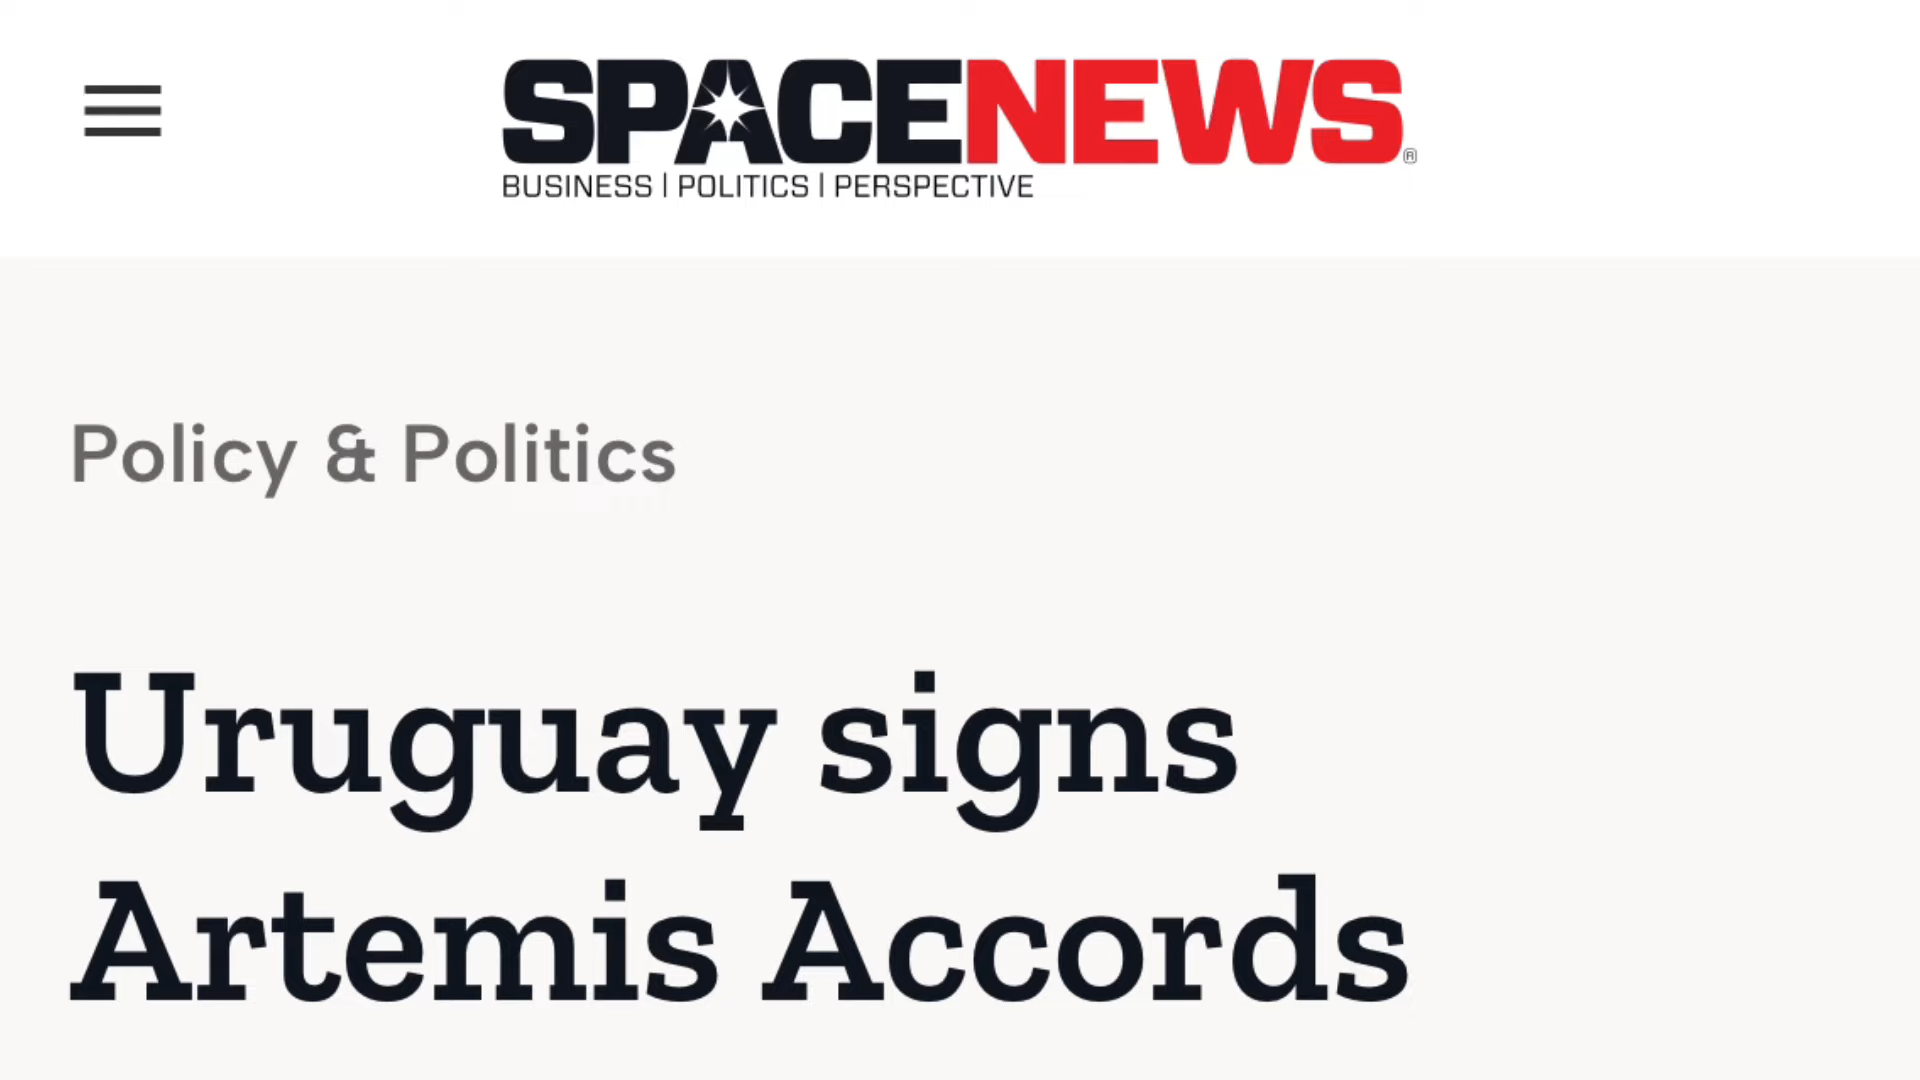 SPACENEWS®
BUSINESS | POLITICS | PERSPECTIVE
Policy & Politics
Uruguay signs
Artemis Accords